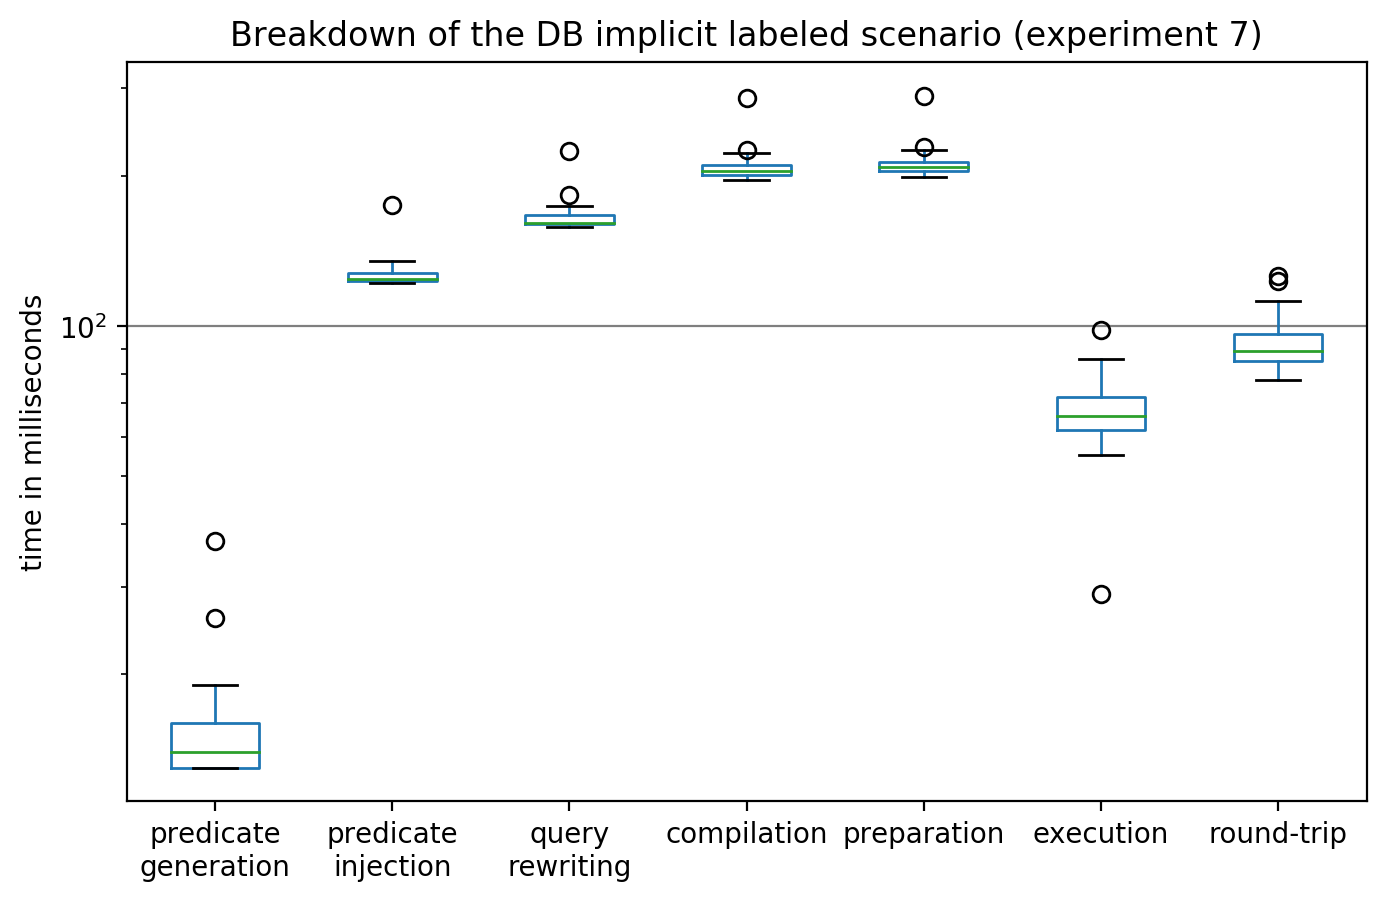 Breakdown of the DB implicit labeled scenario (experiment 7)
time in milliseconds
10²
predicate generation
predicate injection
query rewriting
compilation
preparation
execution
round-trip